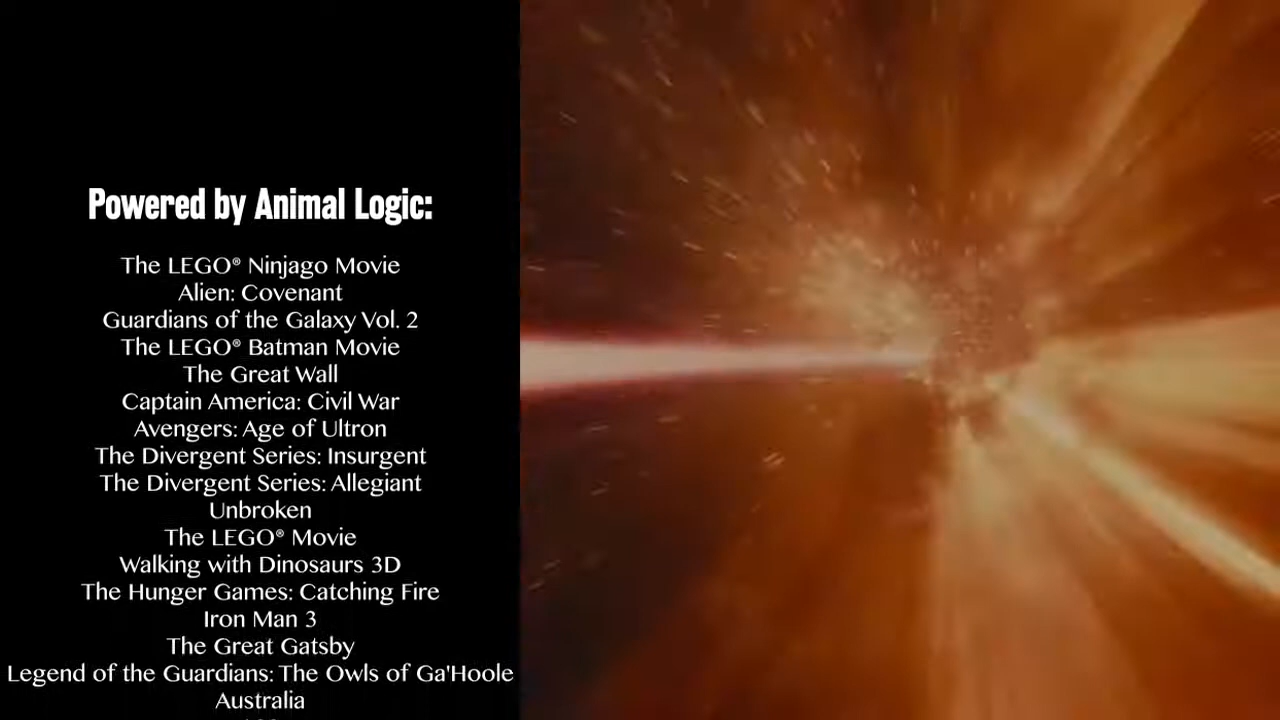 Powered by Animal Logic:
The LEGO® Ninjago Movie
Alien: Covenant
Guardians of the Galaxy Vol. 2
The LEGO® Batman Movie
The Great Wall
Captain America: Civil War
Avengers: Age of Ultron
The Divergent Series: Insurgent
The Divergent Series: Allegiant
Unbroken
The LEGO® Movie
Walking with Dinosaurs 3D
The Hunger Games: Catching Fire
Iron Man 3
The Great Gatsby
Legend of the Guardians: The Owls of Ga'Hoole
Australia